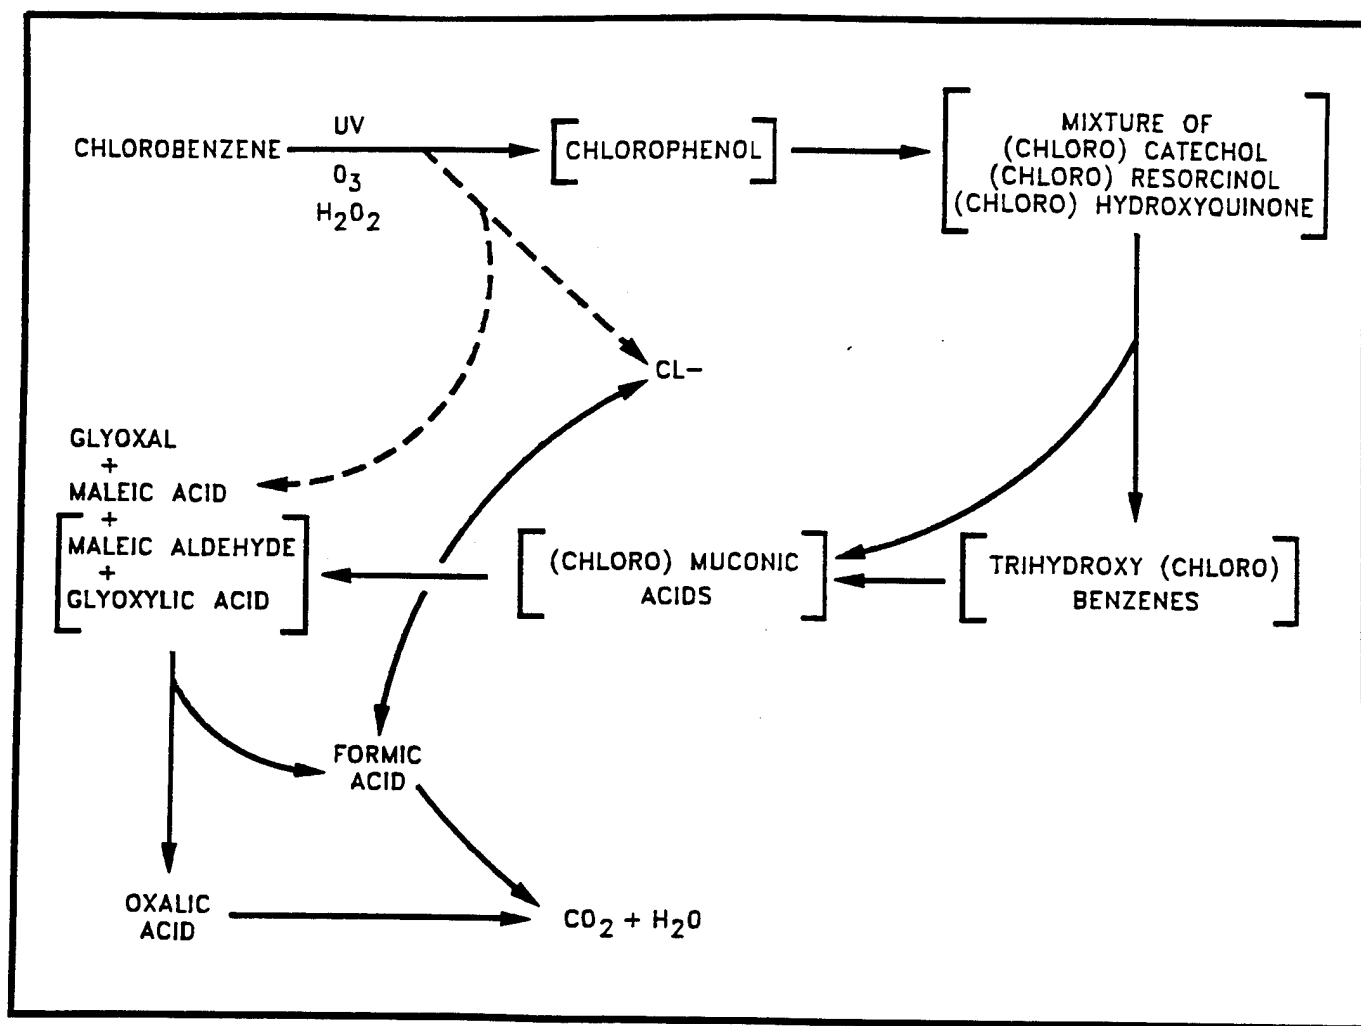 UV
CHLOROBENZENE
O3
H2O2
[CHLOROPHENOL]
MIXTURE OF
(CHLORO) CATECHOL
(CHLORO) RESORCINOL
(CHLORO) HYDROXYQUINONE
CL-
GLYOXAL
+
MALEIC ACID
+
MALEIC ALDEHYDE
+
GLYOXYLIC ACID
(CHLORO) MUCONIC
ACIDS
TRIHYDROXY (CHLORO)
BENZENES
FORMIC
ACID
OXALIC
ACID
CO2 + H2O